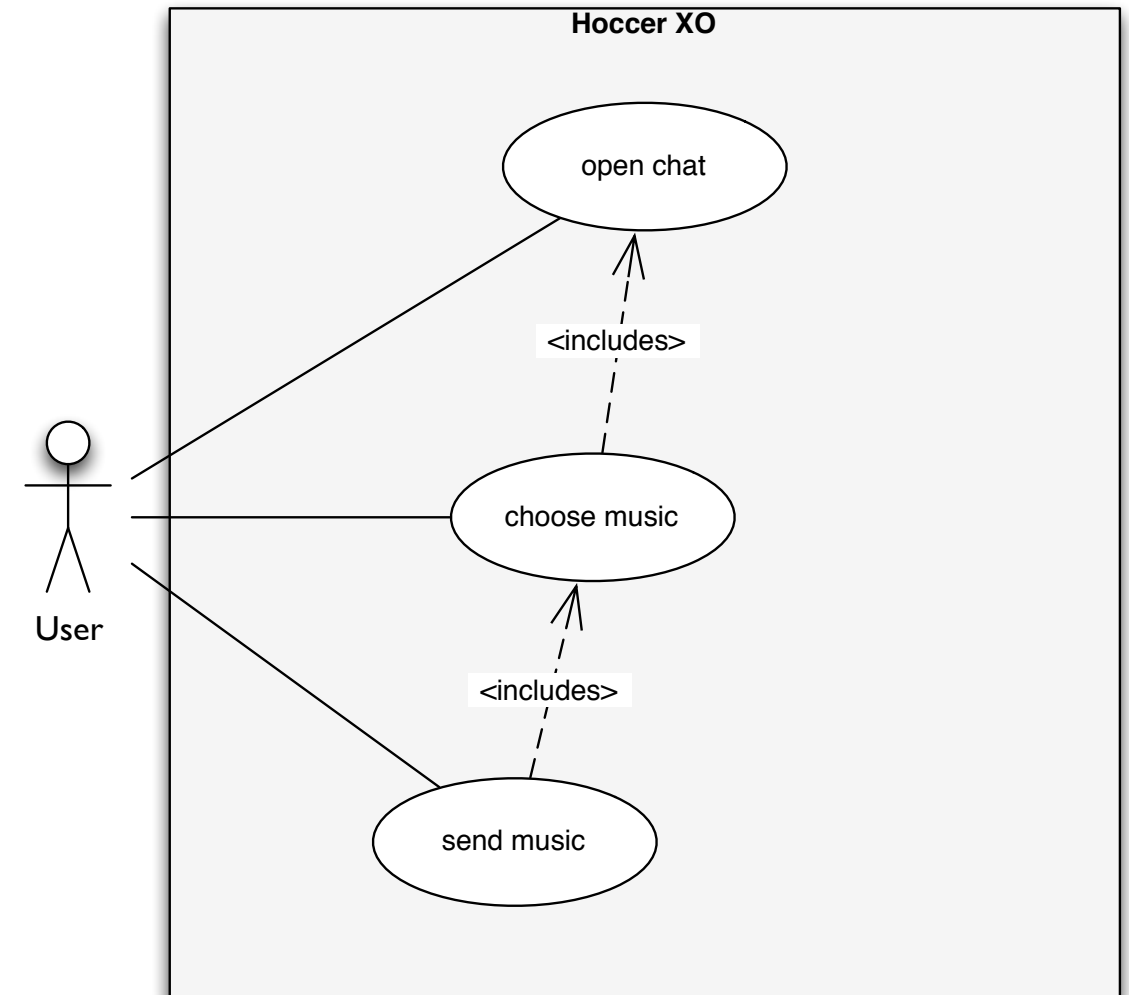 Hoccer XO
open chat
<includes>
choose music
User
<includes>
send music